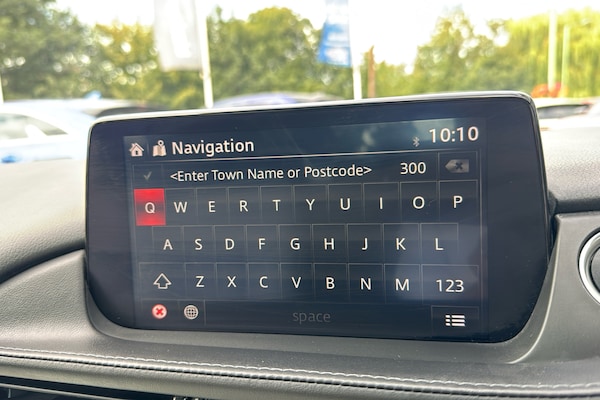 Navigation 10:10
<Enter Town Name or Postcode> 300
Q W E R T Y U I O P
A S D F G H J K L
Z X C V B N M 123
space